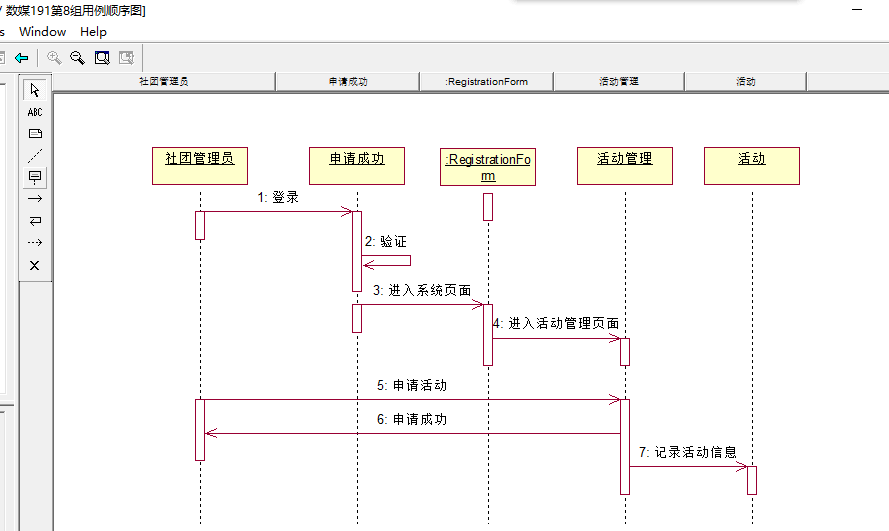 / 数媒191第8组用例顺序图]
s Window Help
社团管理员 申请成功 :RegistrationForm 活动管理 活动
ABC
社团管理员 申请成功 :RegistrationFo
rm 活动管理 活动
1: 登录
2: 验证
3: 进入系统页面
4: 进入活动管理页面
5: 申请活动
6: 申请成功
7: 记录活动信息